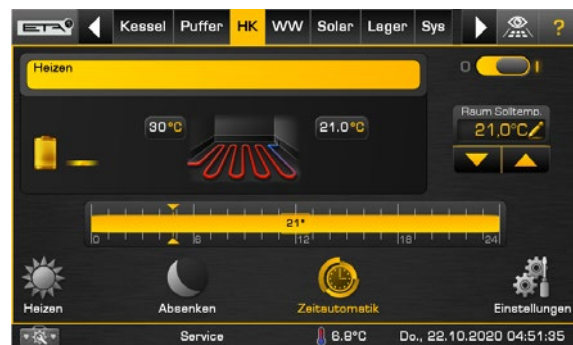 ETA Kessel Puffer HK WW Solar Lager Sys ?
Heizen
0 I
30°C 21.0°C
Raum Solltemp.
21,0°C
21°
0 6 12 18 24
Heizen Absenken Zeitautomatik Einstellungen
Service 6.8°C Do., 22.10.2020 04:51:35